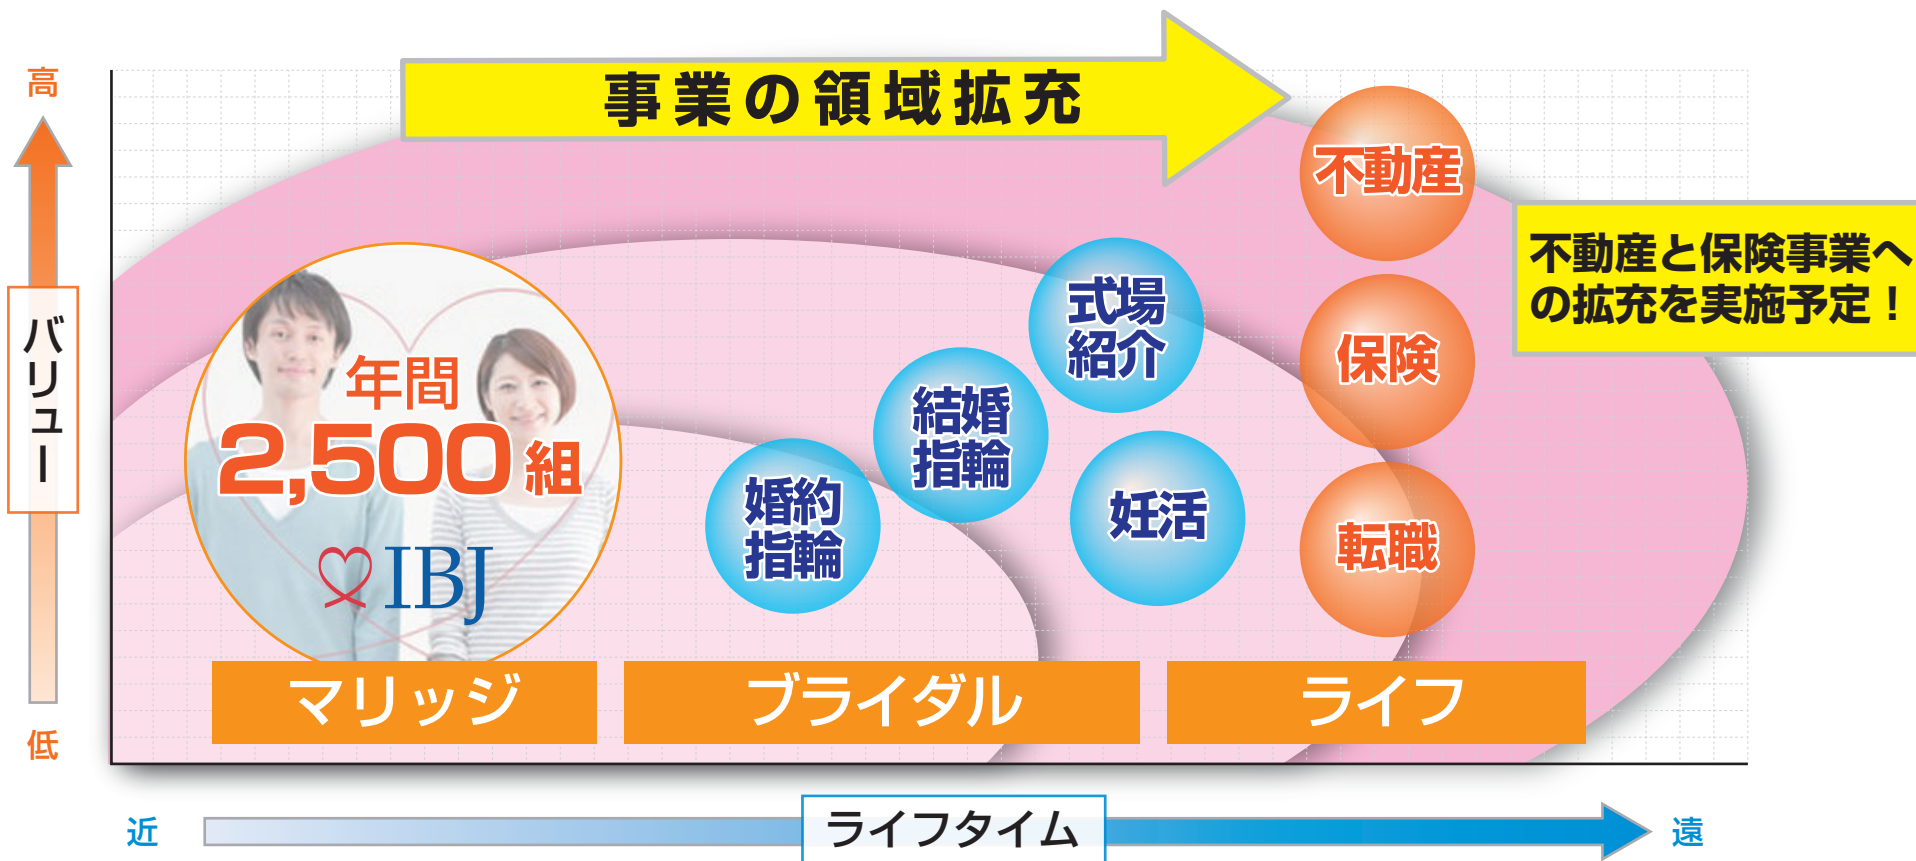 事業の領域拡充
高
バリュー
低
不動産
不動産と保険事業へ
の拡充を実施予定！
式場
紹介
保険
年間
2,500組
IBJ
結婚
指輪
婚約
指輪
妊活
転職
マリッジ
ブライダル
ライフ
近
ライフタイム
遠